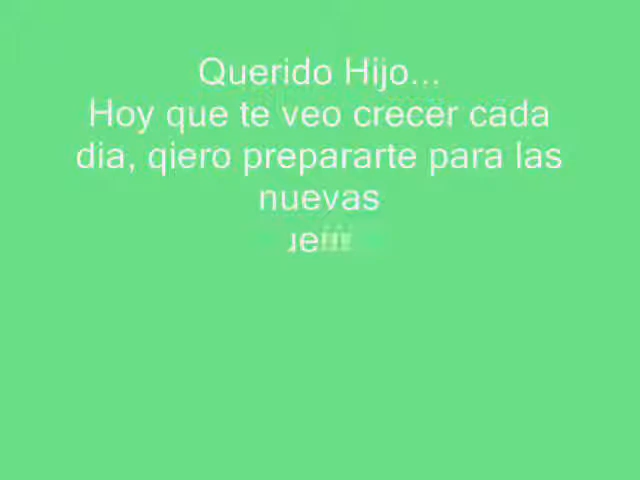 Querido Hijo...
Hoy que te veo crecer cada
dia, qiero prepararte para las
nuevas